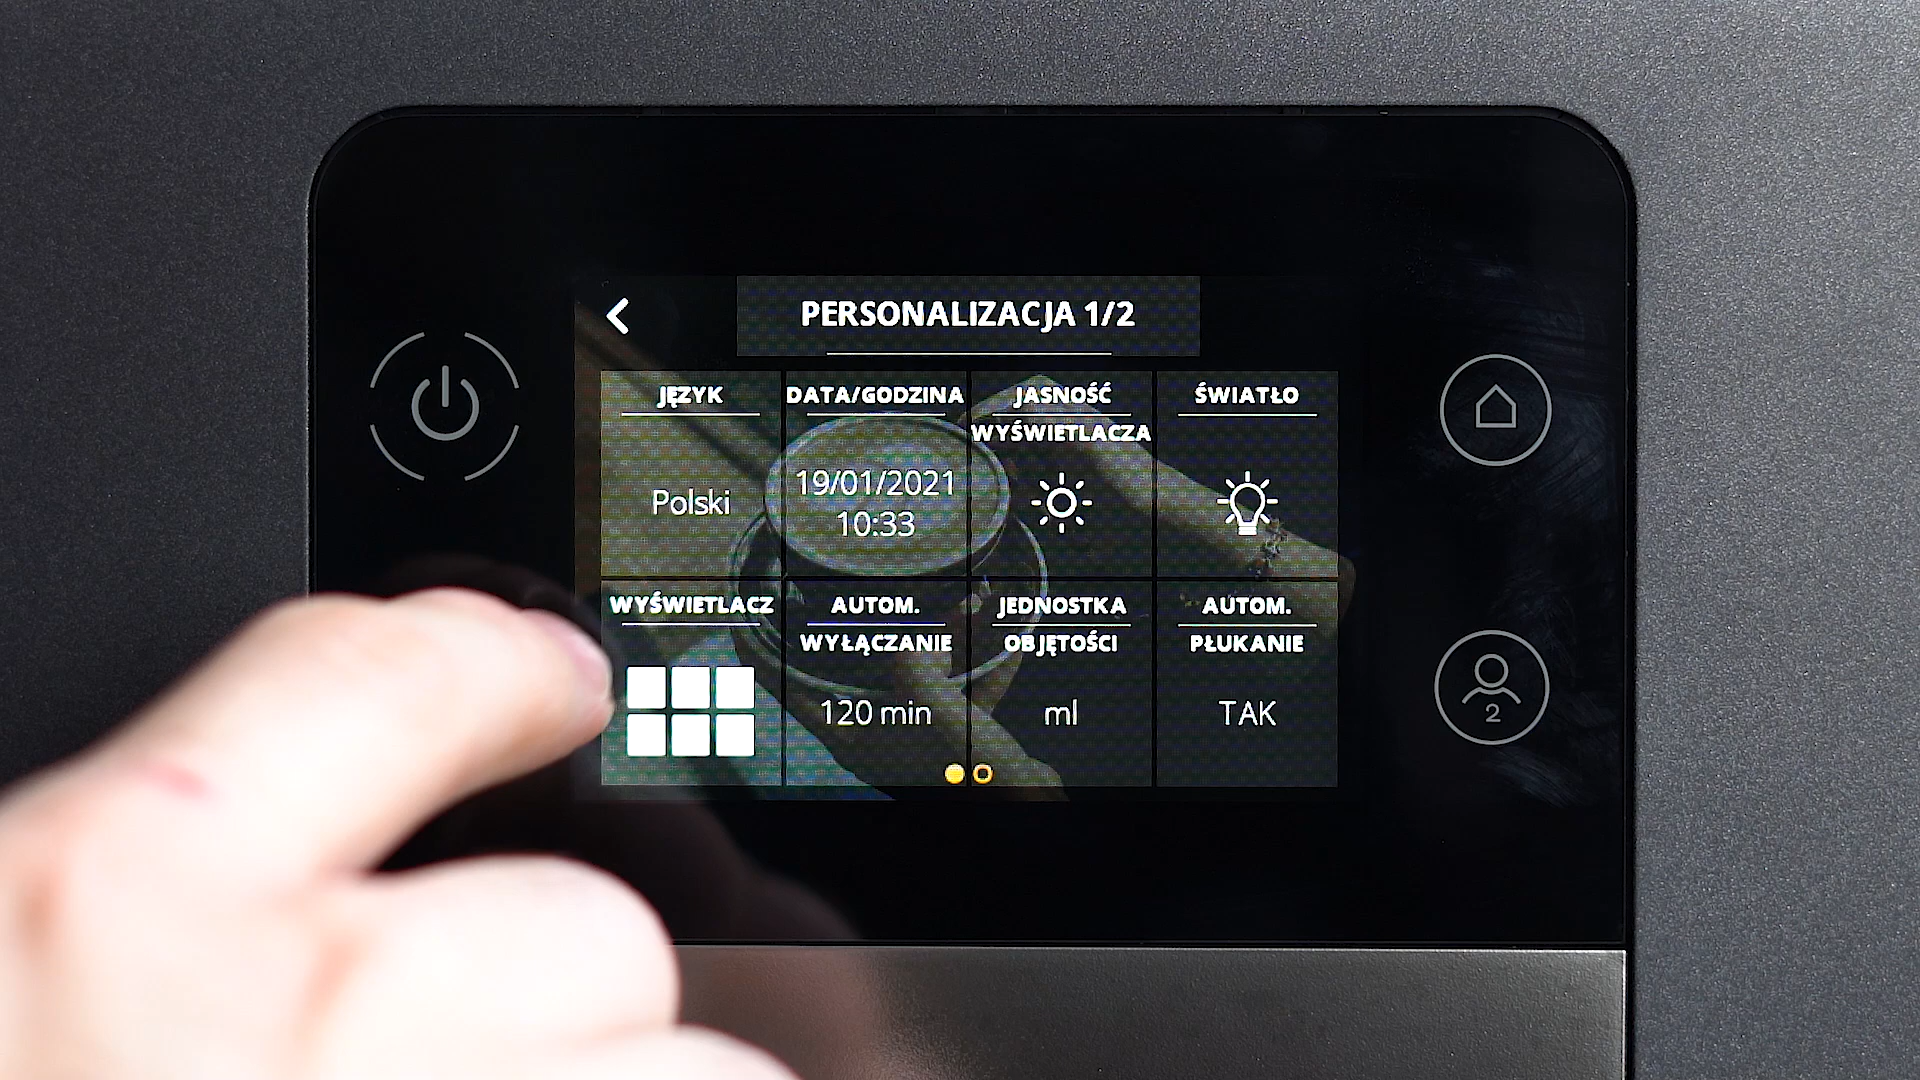 PERSONALIZACJA 1/2
JĘZYK
Polski
DATA/GODZINA
19/01/2021
10:33
JASNOŚĆ
WYŚWIETLACZA
ŚWIATŁO
WYŚWIETLACZ
AUTOM.
WYŁĄCZANIE
120 min
JEDNOSTKA
OBJĘTOŚCI
ml
AUTOM.
PŁUKANIE
TAK
2